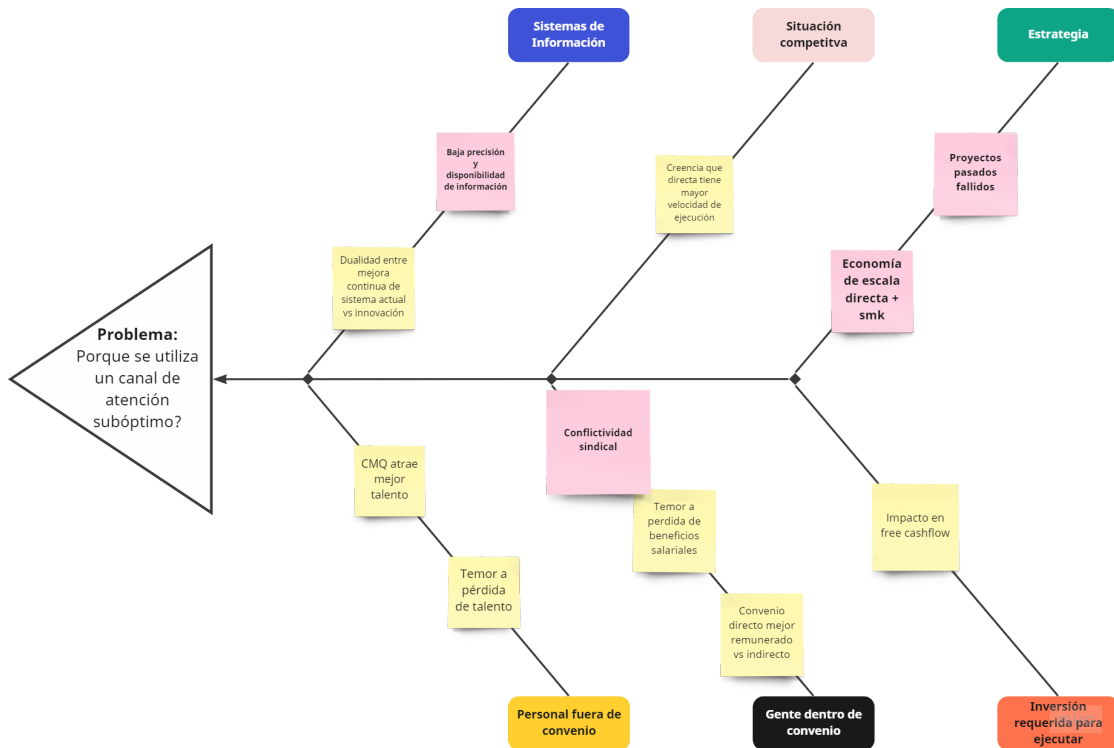 Sistemas de
Información
Situación
competitva
Estrategia
Baja precisión
y
disponibilidad
de información
Creencia que
directa tiene
mayor
velocidad de
ejecución
Proyectos
pasados
fallidos
Dualidad entre
mejora
continua de
sistema actual
vs innovación
Economía
de escala
directa +
smk
Problema:
Porque se utiliza
un canal de
atención
subóptimo?
Conflictividad
sindical
CMQ atrae
mejor
talento
Temor a
perdida de
beneficios
salariales
Impacto en
free cashflow
Temor a
pérdida
de talento
Convenio
directo mejor
remunerado
vs indirecto
Personal fuera de
convenio
Gente dentro de
convenio
Inversión
requerida para
ejecutar